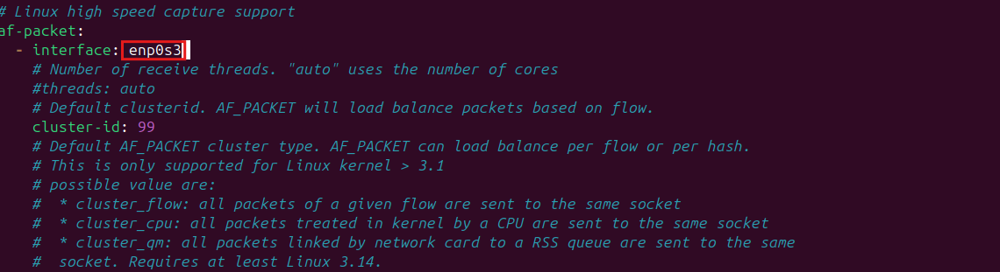 # Linux high speed capture support
af-packet:
- interface: enp0s3
# Number of receive threads. "auto" uses the number of cores
#threads: auto
# Default clusterid. AF_PACKET will load balance packets based on flow.
cluster-id: 99
# Default AF_PACKET cluster type. AF_PACKET can load balance per flow or per hash.
# This is only supported for Linux kernel > 3.1
# possible value are:
#  * cluster_flow: all packets of a given flow are sent to the same socket
#  * cluster_cpu: all packets treated in kernel by a CPU are sent to the same socket
#  * cluster_qm: all packets linked by network card to a RSS queue are sent to the same
#  socket. Requires at least Linux 3.14.